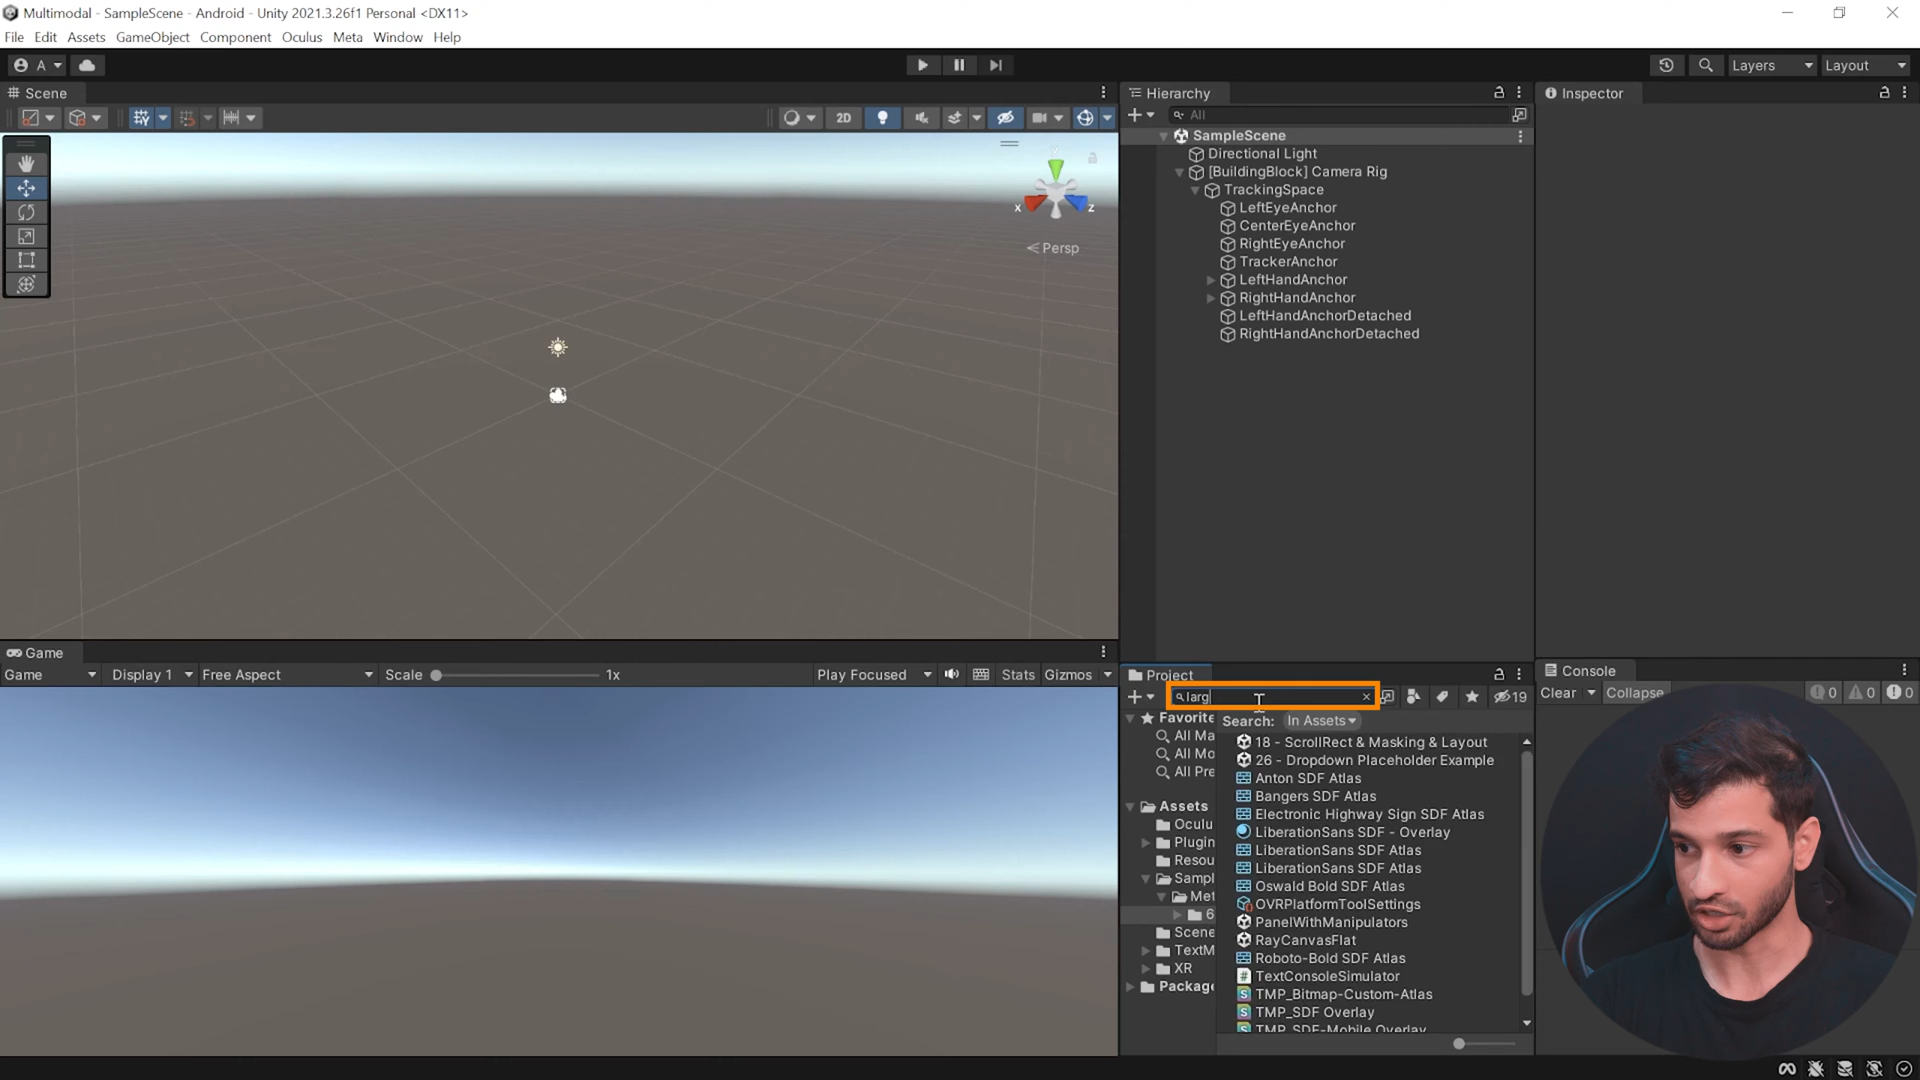 Multimodal - SampleScene - Android - Unity 2021.3.26f1 Personal <DX11>
File Edit Assets GameObject Component Oculus Meta Window Help
A
Layers Layout
Scene
2D
x z
Persp
Hierarchy
All
SampleScene
Directional Light
[BuildingBlock] Camera Rig
TrackingSpace
LeftEyeAnchor
CenterEyeAnchor
RightEyeAnchor
TrackerAnchor
LeftHandAnchor
RightHandAnchor
LeftHandAnchorDetached
RightHandAnchorDetached
Inspector
Game
Game Display 1 Free Aspect Scale 1x Play Focused Stats Gizmos
Project
larg
19
Search: In Assets
Favorite
All Ma
All Mo
All Pre
Assets
Oculu
Plugin
Resou
Sampl
Met
6
Scene
TextM
XR
Package
18 - ScrollRect & Masking & Layout
26 - Dropdown Placeholder Example
Anton SDF Atlas
Bangers SDF Atlas
Electronic Highway Sign SDF Atlas
LiberationSans SDF - Overlay
LiberationSans SDF Atlas
LiberationSans SDF Atlas
Oswald Bold SDF Atlas
OVRPlatformToolSettings
PanelWithManipulators
RayCanvasFlat
Roboto-Bold SDF Atlas
TextConsoleSimulator
TMP_Bitmap-Custom-Atlas
TMP_SDF Overlay
TMP_SDF-Mobile Overlay
Console
Clear Collapse 0 0 0